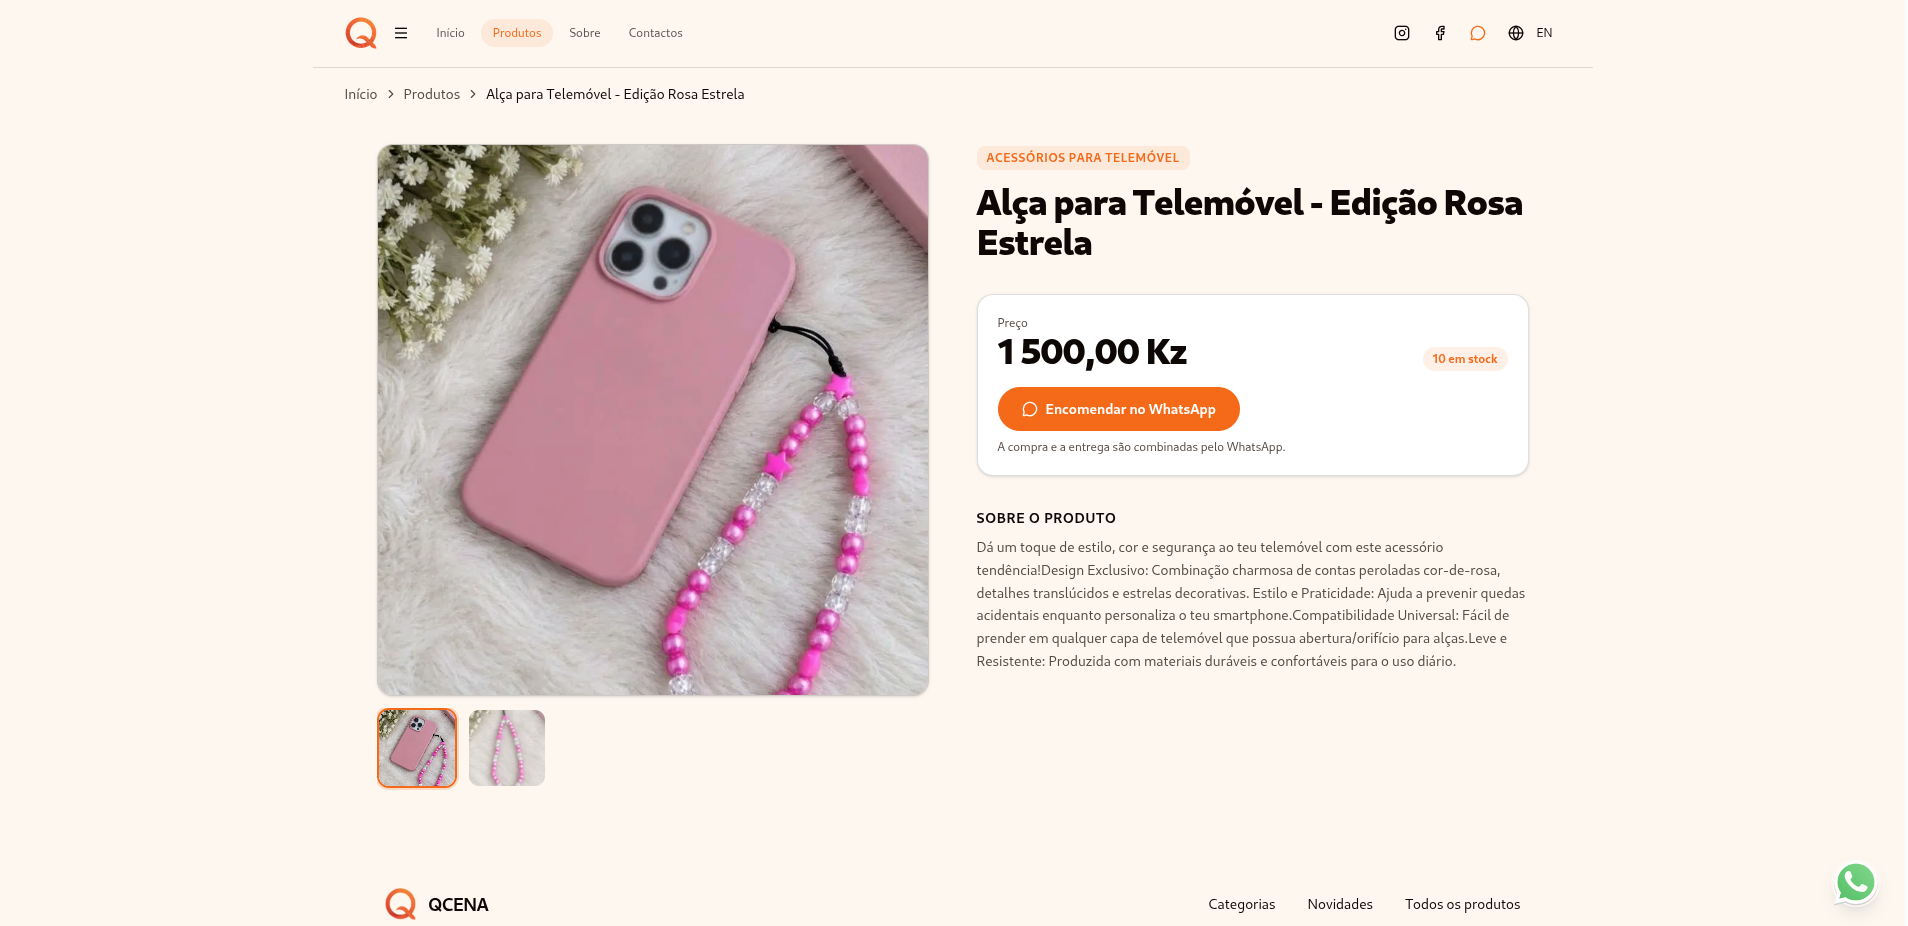 Início
Produtos
Sobre
Contactos
EN
Início > Produtos > Alça para Telemóvel - Edição Rosa Estrela
ACESSÓRIOS PARA TELEMÓVEL
Alça para Telemóvel - Edição Rosa
Estrela
Preço
1 500,00 Kz
10 em stock
Encomendar no WhatsApp
A compra e a entrega são combinadas pelo WhatsApp.
SOBRE O PRODUTO
Dá um toque de estilo, cor e segurança ao teu telemóvel com este acessório
tendência!Design Exclusivo: Combinação charmosa de contas peroladas cor-de-rosa,
detalhes translúcidos e estrelas decorativas. Estilo e Praticidade: Ajuda a prevenir quedas
acidentais enquanto personaliza o teu smartphone.Compatibilidade Universal: Fácil de
prender em qualquer capa de telemóvel que possua abertura/orifício para alças.Leve e
Resistente: Produzida com materiais duráveis e confortáveis para o uso diário.
QCENA
Categorias
Novidades
Todos os produtos